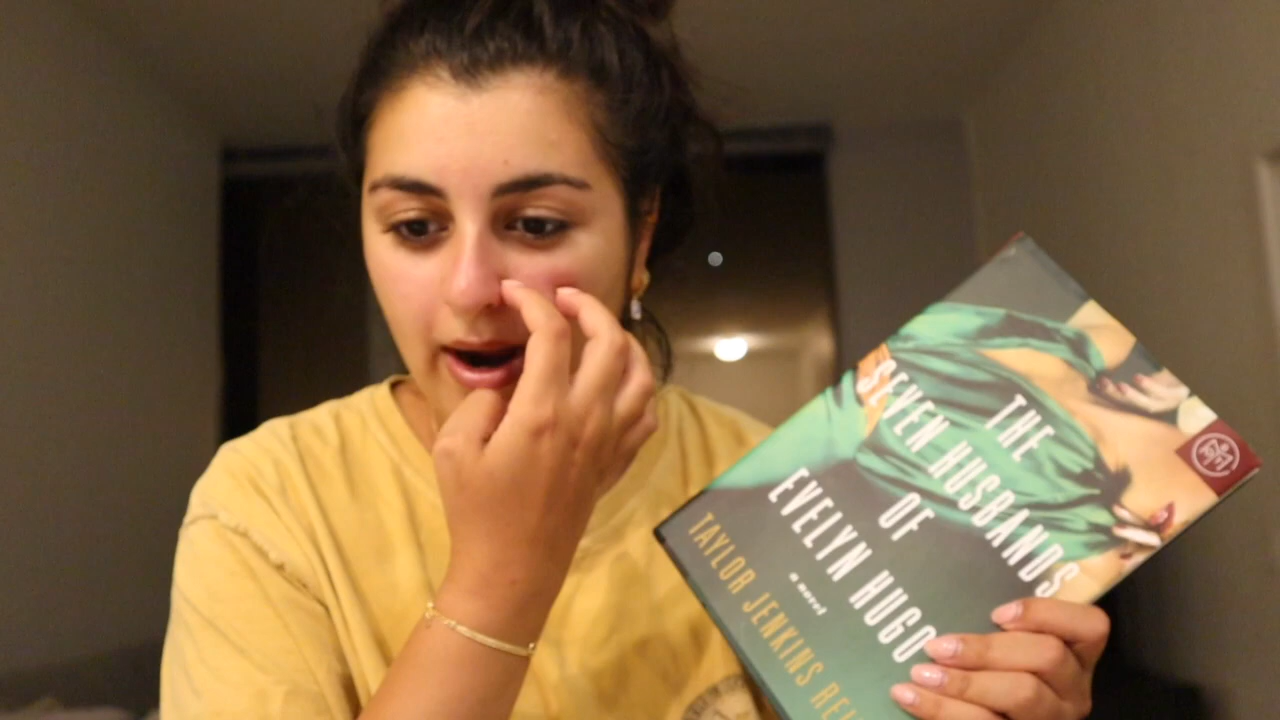 THE
SEVEN HUSBANDS
OF
EVELYN HUGO
a novel
TAYLOR JENKINS